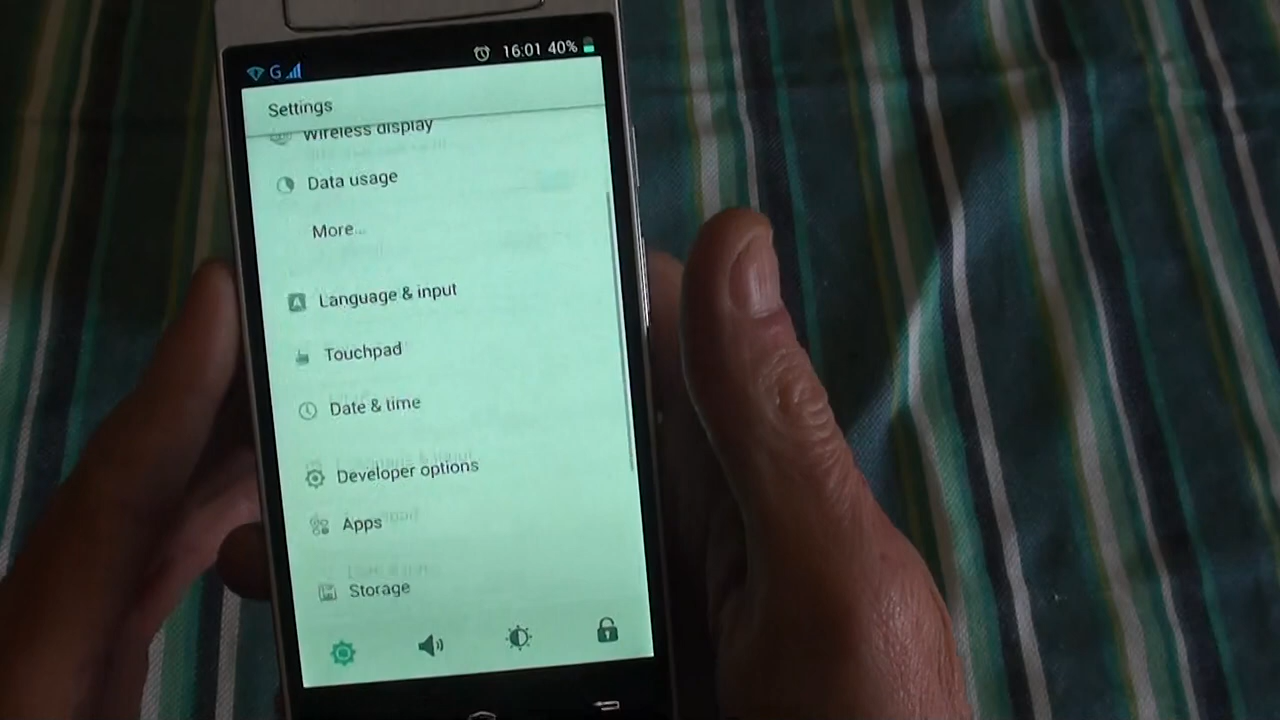 G 16:01 40%
Settings
Wireless display
Data usage
More...
Language & input
Touchpad
Date & time
Developer options
Apps
Storage